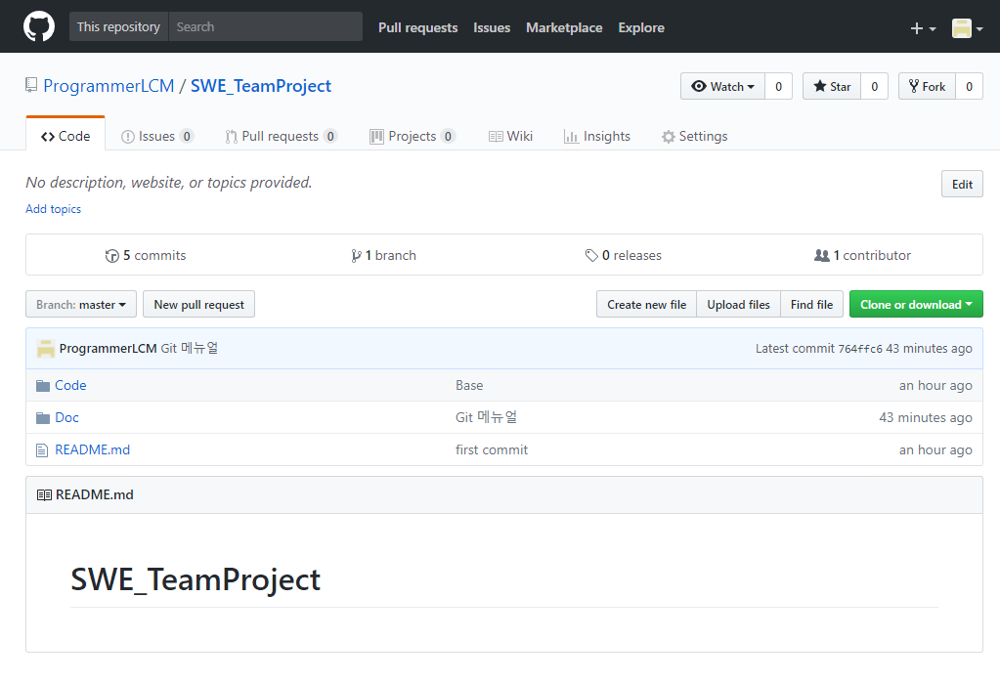 This repository Search Pull requests Issues Marketplace Explore
ProgrammerLCM / SWE_TeamProject Watch 0 Star 0 Fork 0
Code Issues 0 Pull requests 0 Projects 0 Wiki Insights Settings
No description, website, or topics provided. Edit
Add topics
5 commits 1 branch 0 releases 1 contributor
Branch: master New pull request Create new file Upload files Find file Clone or download
ProgrammerLCM Git 메뉴얼 Latest commit 764ffc6 43 minutes ago
Code Base an hour ago
Doc Git 메뉴얼 43 minutes ago
README.md first commit an hour ago
README.md
SWE_TeamProject